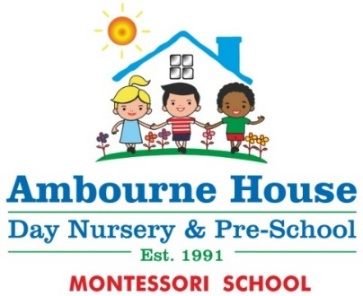 Ambourne House
Day Nursery & Pre-School
Est. 1991
MONTESSORI SCHOOL